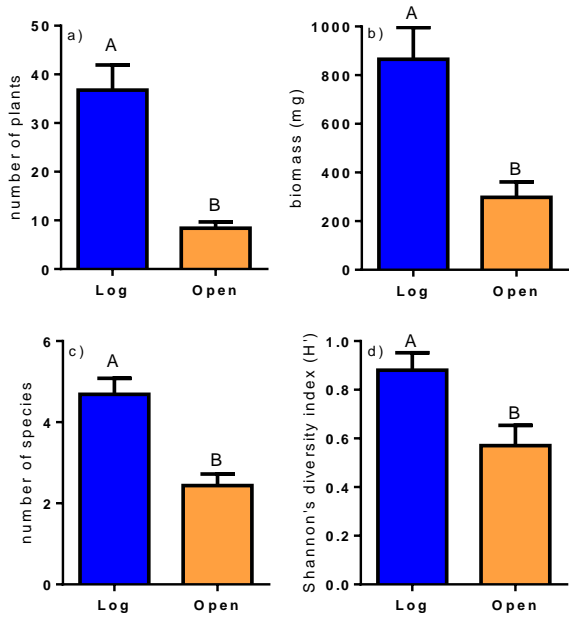 a)
number of plants
50
40
30
20
10
0
A
B
Log Open
b)
biomass (mg)
1000
800
600
400
200
0
A
B
Log Open
c)
number of species
6
4
2
0
A
B
Log Open
d)
Shannon's diversity index (H')
1.0
0.8
0.6
0.4
0.2
0.0
A
B
Log Open